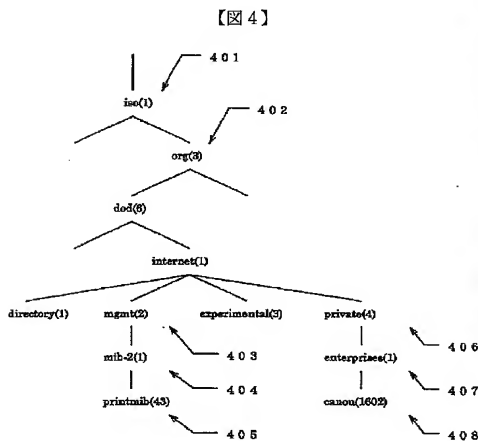 【図4】
401
iso(1)
402
org(3)
dod(6)
internet(1)
directory(1) mgmt(2) experimental(3) private(4)
403 406
mib-2(1) enterprises(1)
404 407
printmib(43) canon(1602)
405 408